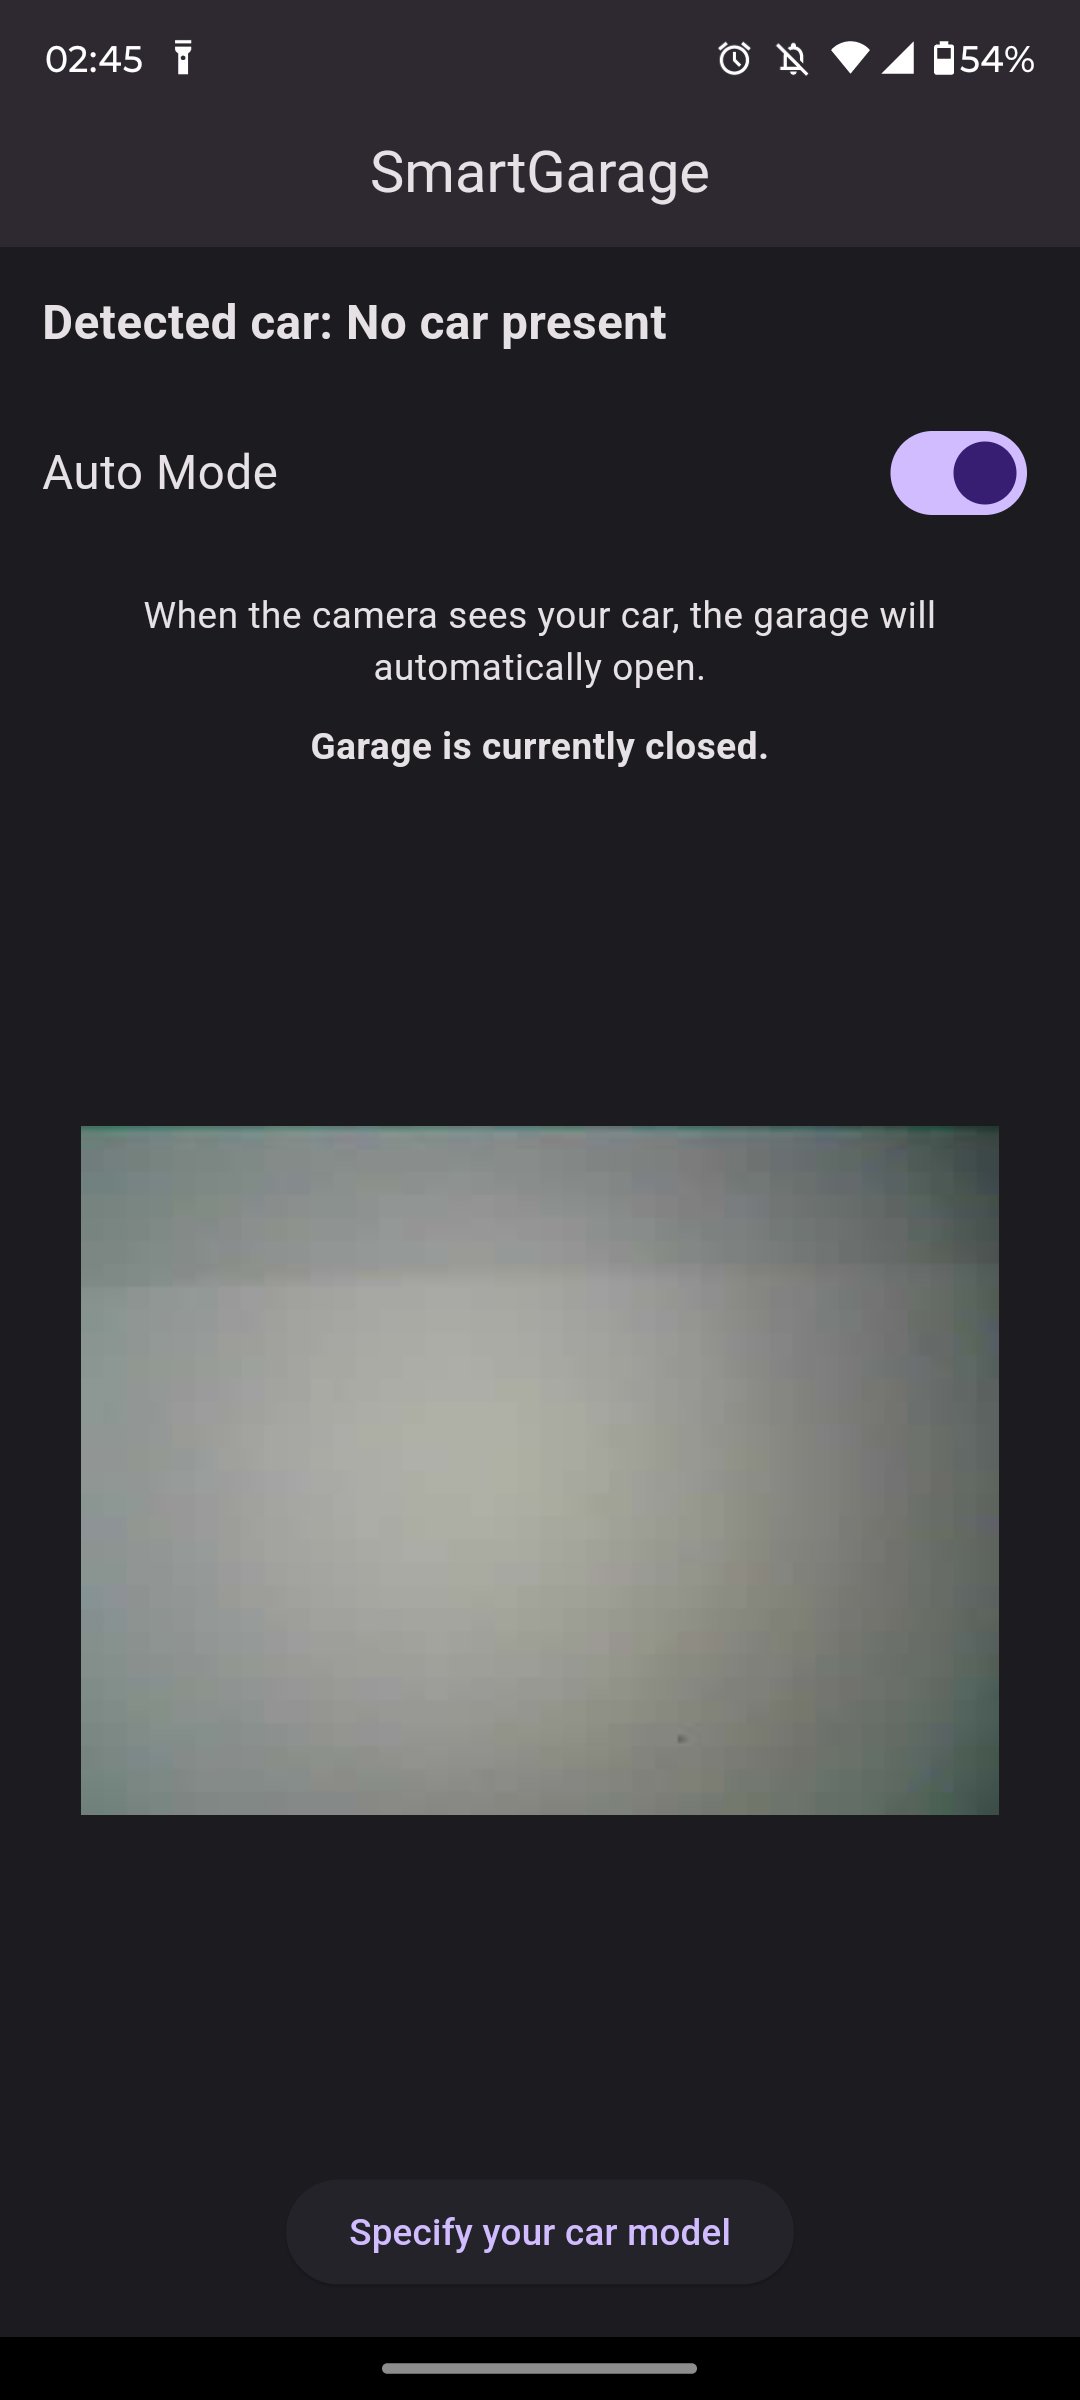 02:45
54%
SmartGarage
Detected car: No car present
Auto Mode
When the camera sees your car, the garage will
automatically open.
Garage is currently closed.
Specify your car model